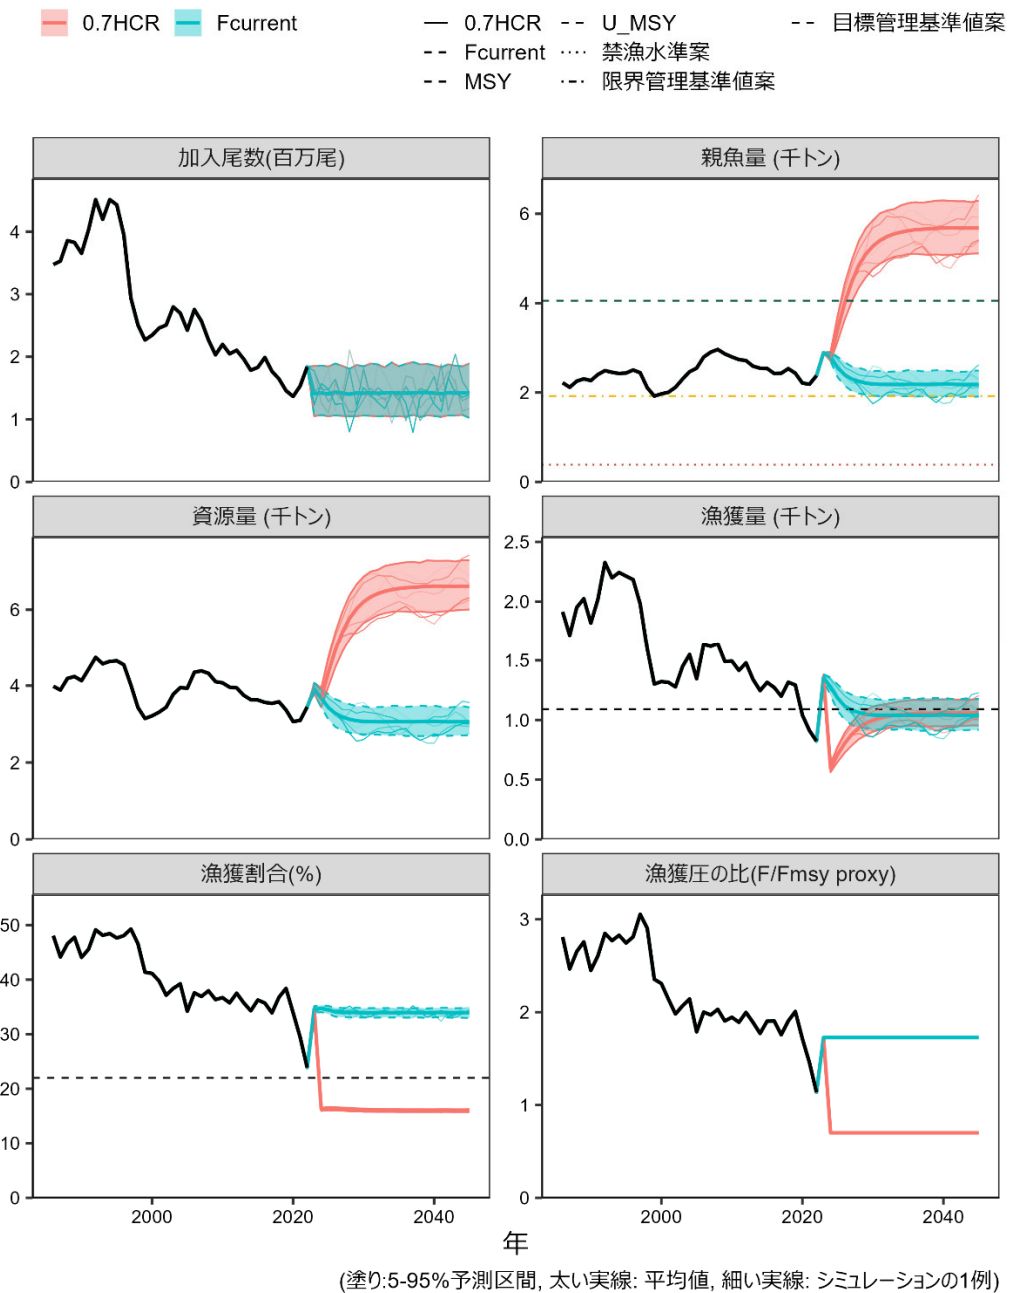 0.7HCR Fcurrent
0.7HCR U_MSY 目標管理基準値案
Fcurrent 禁漁水準案
MSY 限界管理基準値案
加入尾数(百万尾)
4
3
2
1
0
親魚量 (千トン)
6
4
2
0
資源量 (千トン)
6
4
2
0
漁獲量 (千トン)
2.5
2.0
1.5
1.0
0.5
0.0
漁獲割合(%)
50
40
30
20
10
0
漁獲圧の比(F/Fmsy proxy)
3
2
1
0
2000 2020 2040
2000 2020 2040
年
(塗り:5-95%予測区間, 太い実線: 平均値, 細い実線: シミュレーションの1例)